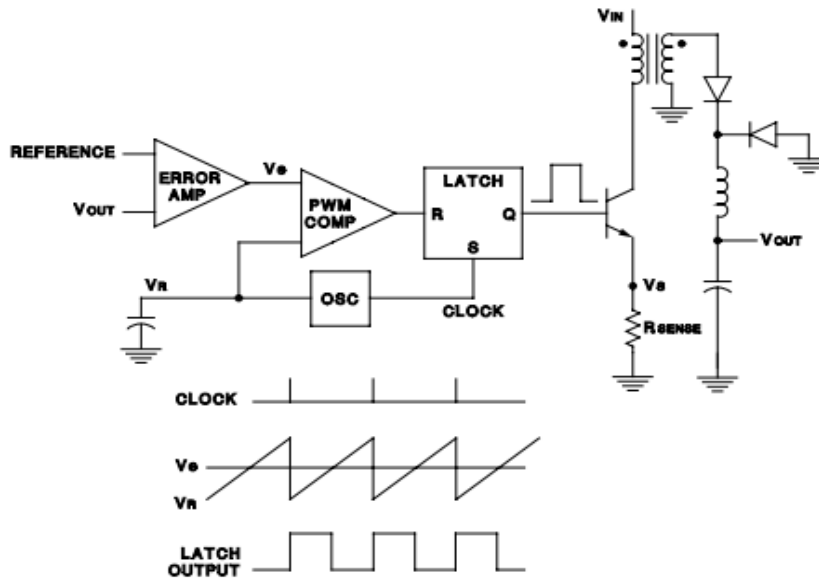 VIN
REFERENCE
ERROR
AMP
Ve
VOUT
PWM
COMP
LATCH
R
Q
S
VR
OSC
CLOCK
VOUT
VS
RSENSE
CLOCK
Ve
VR
LATCH
OUTPUT